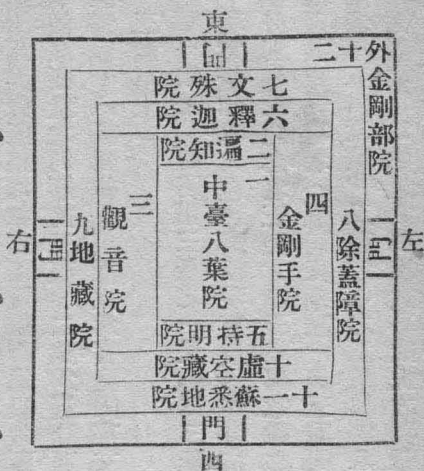 東
門
十二
外金剛部院
七文殊院
六釋迦院
二遍知院
一
中臺八葉院
三
觀音院
四
金剛手院
五持明院
八除蓋障院
九地藏院
十虛空藏院
十一蘇悉地院
左
門
右
門
門
西